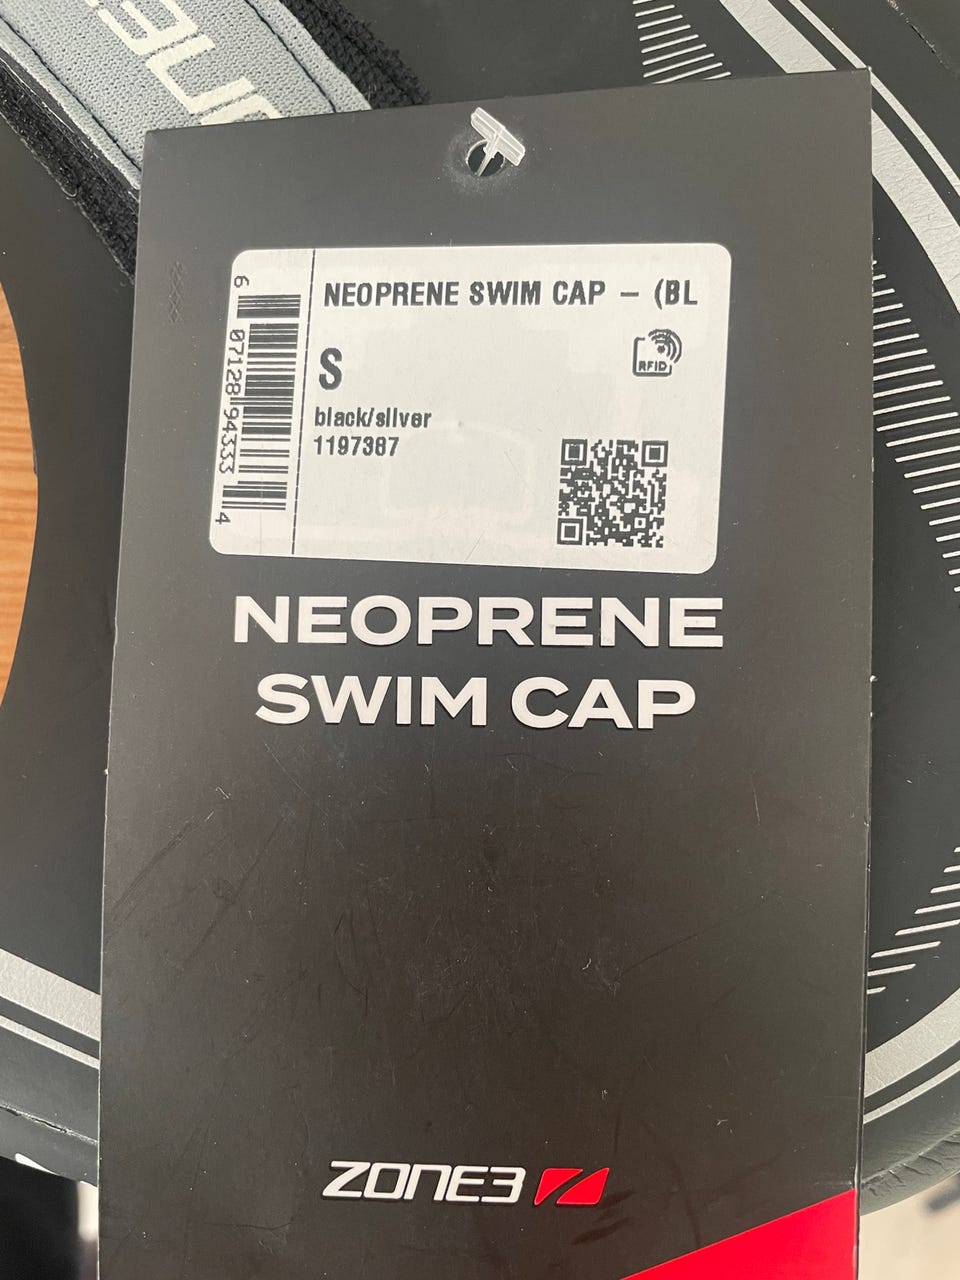 NEOPRENE SWIM CAP – (BL
S
RFID
black/silver
1197387
6 07128 94333 4
NEOPRENE
SWIM CAP
ZONE3